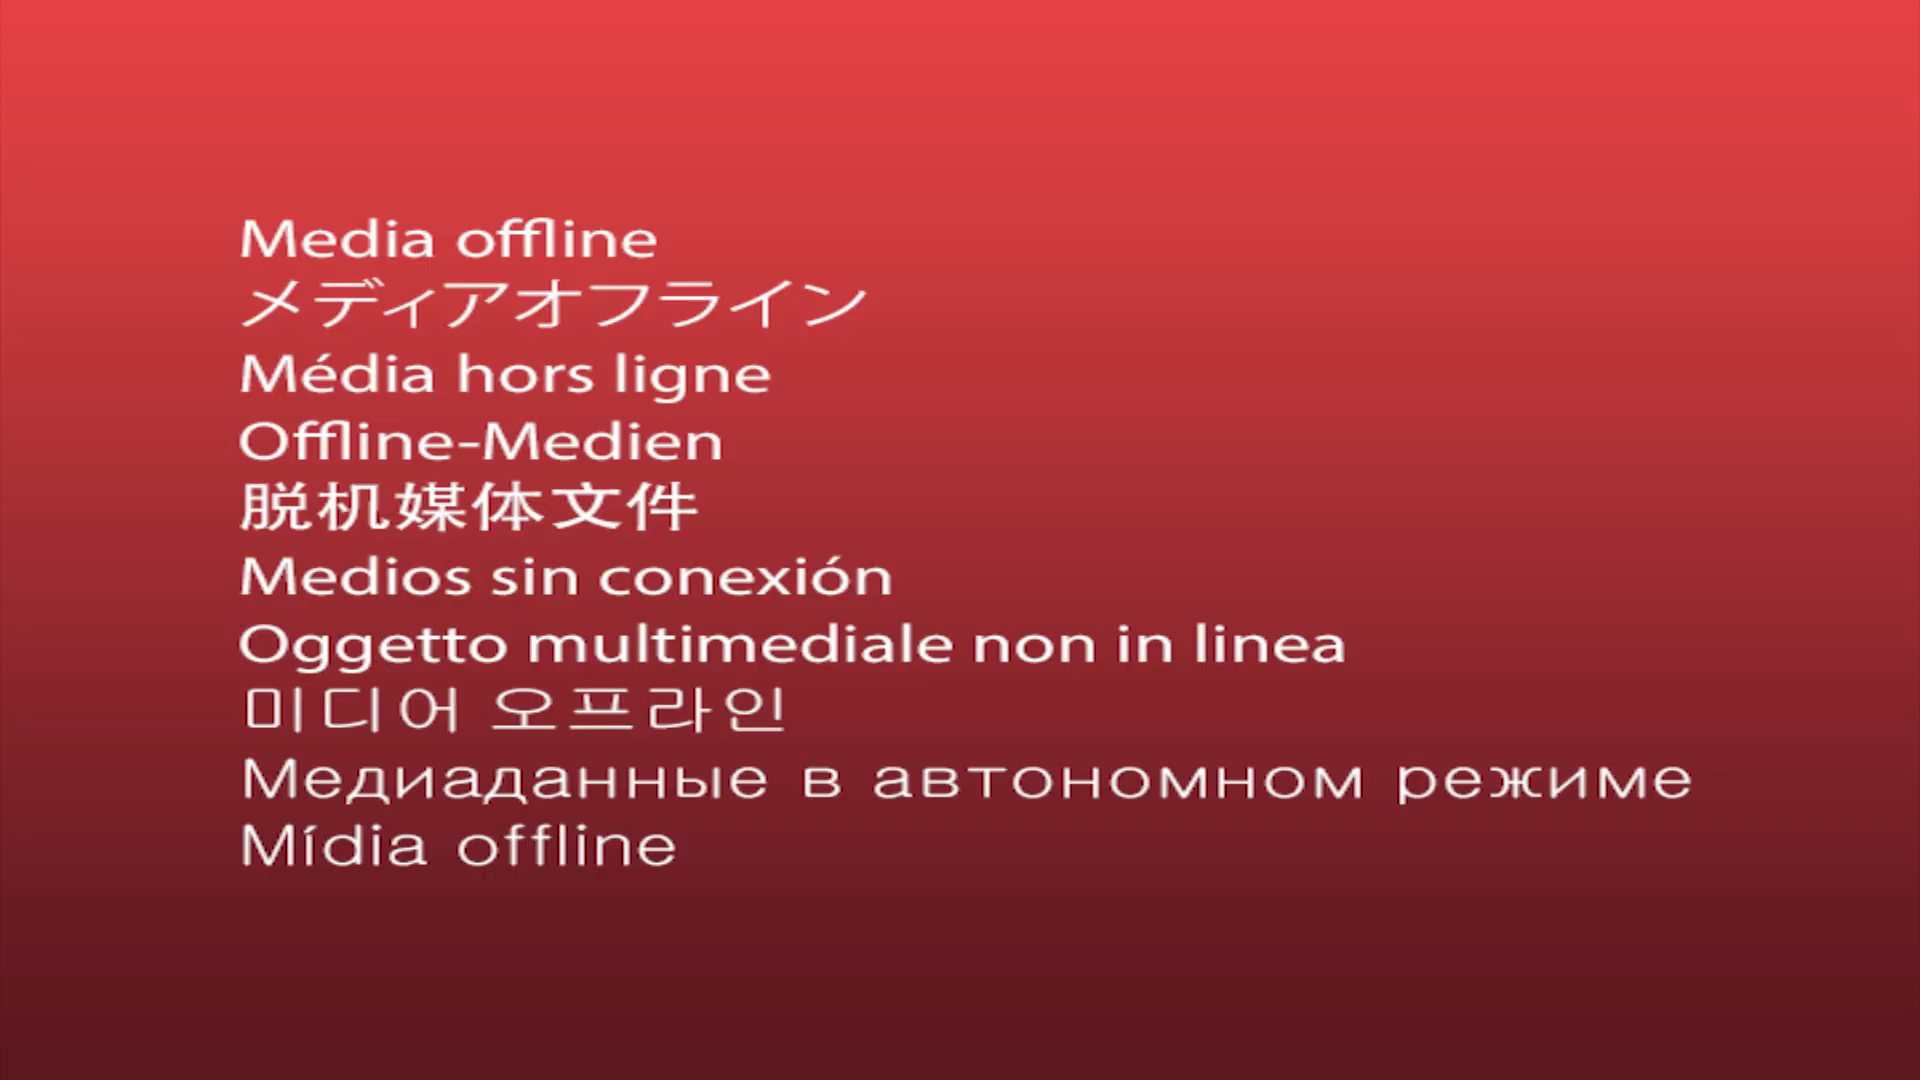 Media offline
メディアオフライン
Média hors ligne
Offline-Medien
脱机媒体文件
Medios sin conexión
Oggetto multimediale non in linea
미디어 오프라인
Медиаданные в автономном режиме
Mídia offline